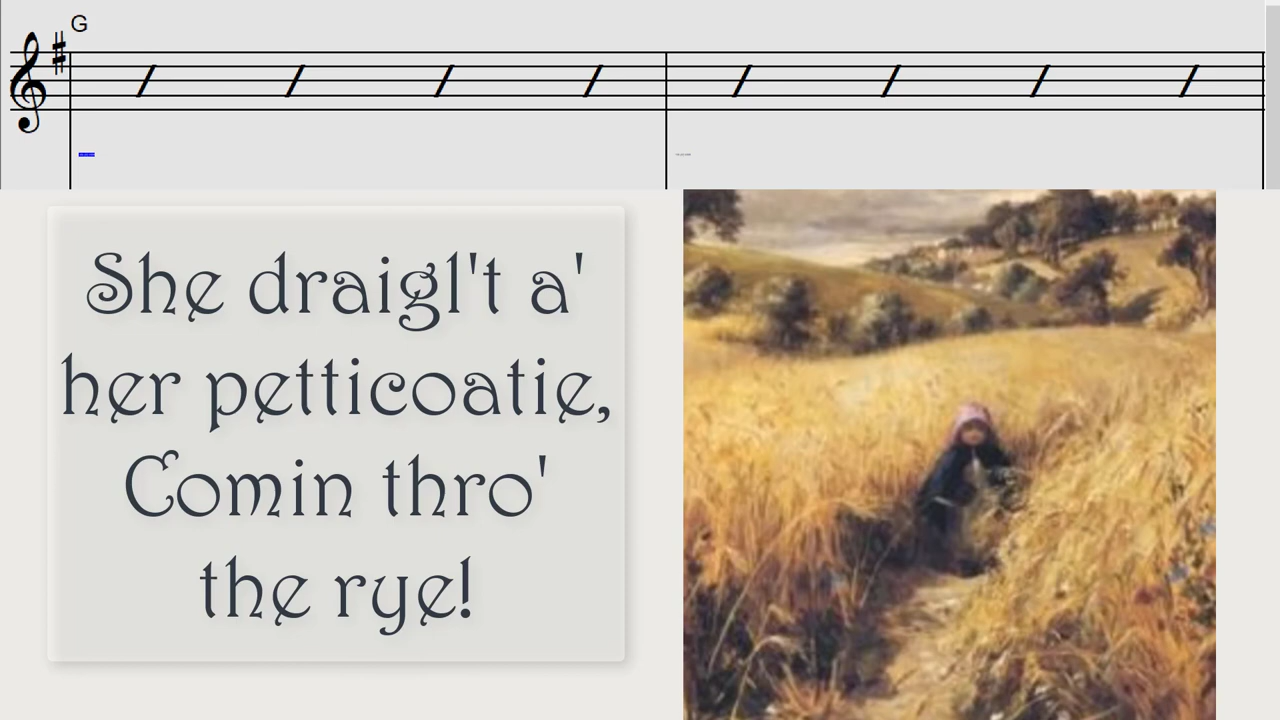 G
She draigl't a'
her petticoatie,
Comin thro'
the rye!